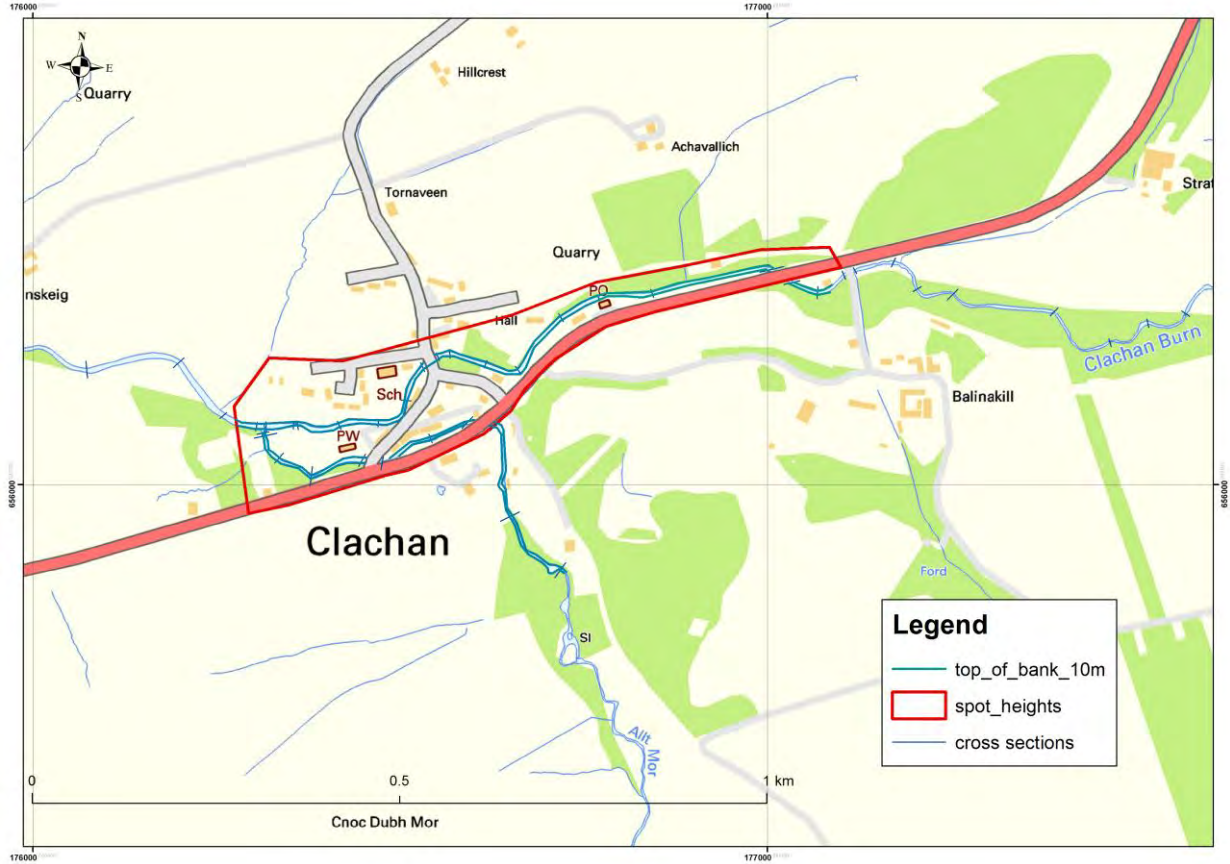 176000
177000
N
W
E
S
Quarry
Hillcrest
Achavallich
Tornaveen
Strat
Quarry
nskeig
PO
Hall
Clachan Burn
Sch
Balinakill
PW
656000
656000
Clachan
Ford
Legend
top_of_bank_10m
spot_heights
cross sections
SI
Allt Mor
0
0.5
1 km
Cnoc Dubh Mor
176000
177000